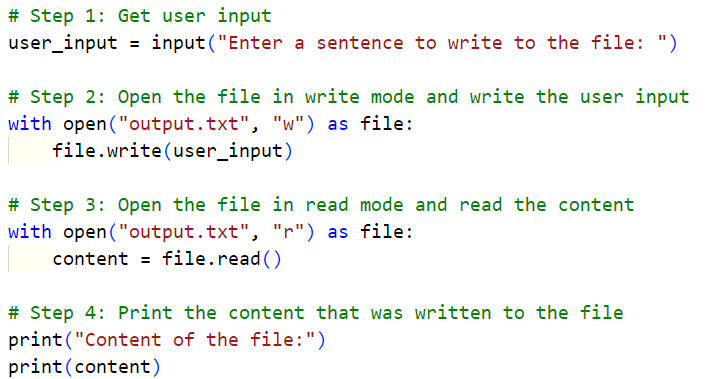 # Step 1: Get user input
user_input = input("Enter a sentence to write to the file: ")
# Step 2: Open the file in write mode and write the user input
with open("output.txt", "w") as file:
    file.write(user_input)
# Step 3: Open the file in read mode and read the content
with open("output.txt", "r") as file:
    content = file.read()
# Step 4: Print the content that was written to the file
print("Content of the file:")
print(content)